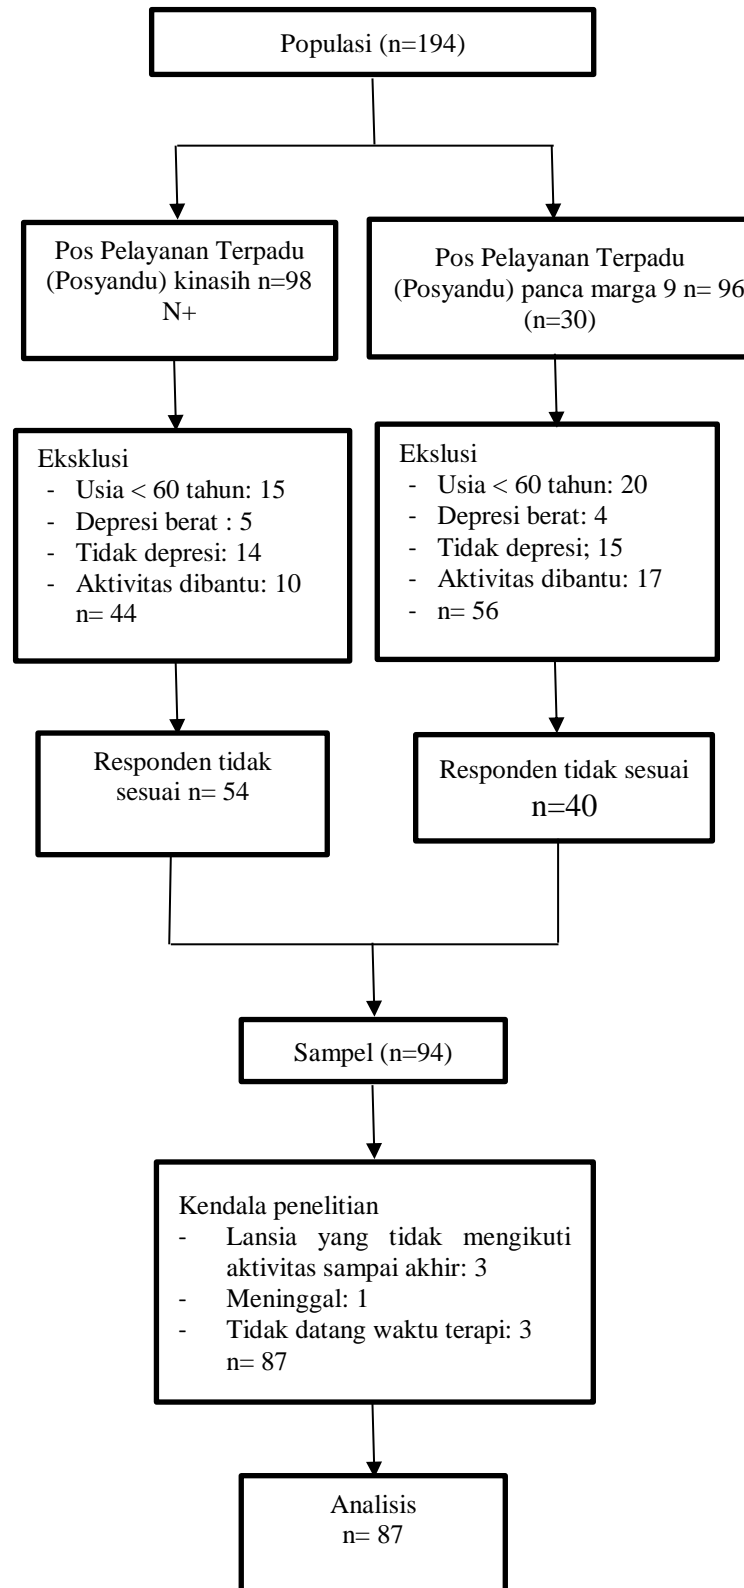 Populasi (n=194)
Pos Pelayanan Terpadu
(Posyandu) kinasih n=98
N+
Pos Pelayanan Terpadu
(Posyandu) panca marga 9 n= 96
(n=30)
Eksklusi
- Usia < 60 tahun: 15
- Depresi berat : 5
- Tidak depresi: 14
- Aktivitas dibantu: 10
n= 44
Ekslusi
- Usia < 60 tahun: 20
- Depresi berat: 4
- Tidak depresi; 15
- Aktivitas dibantu: 17
- n= 56
Responden tidak
sesuai n= 54
Responden tidak sesuai
n=40
Sampel (n=94)
Kendala penelitian
- Lansia yang tidak mengikuti
aktivitas sampai akhir: 3
- Meninggal: 1
- Tidak datang waktu terapi: 3
n= 87
Analisis
n= 87